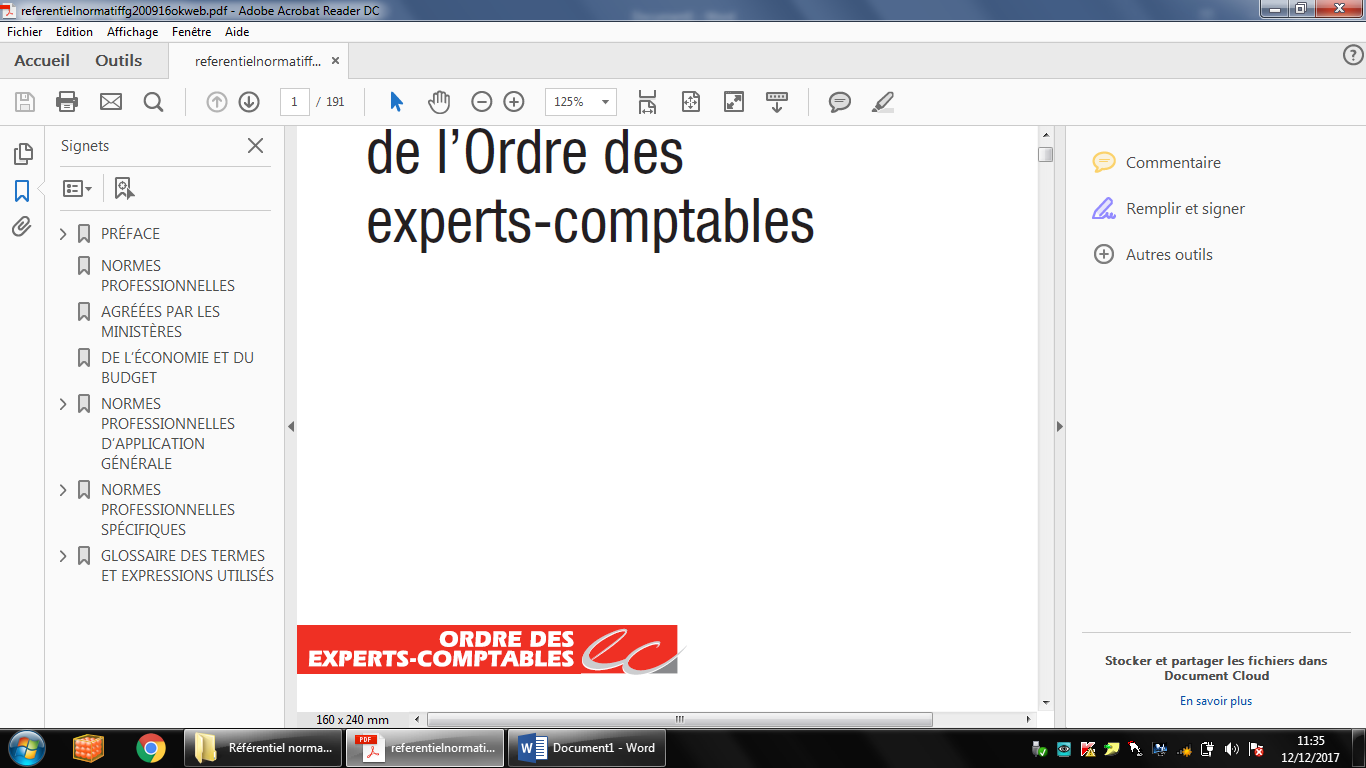 referentielnormatiffg200916okweb.pdf - Adobe Acrobat Reader DC
Fichier Edition Affichage Fenêtre Aide
Accueil Outils referentielnormatiff... ×
1 / 191 125%
Signets
PRÉFACE
NORMES
PROFESSIONNELLES
AGRÉÉES PAR LES
MINISTÈRES
DE L'ÉCONOMIE ET DU
BUDGET
NORMES
PROFESSIONNELLES
D'APPLICATION
GÉNÉRALE
NORMES
PROFESSIONNELLES
SPÉCIFIQUES
GLOSSAIRE DES TERMES
ET EXPRESSIONS UTILISÉS
de l'Ordre des
experts-comptables
ORDRE DES
EXPERTS-COMPTABLES
ec
160 x 240 mm
Commentaire
Remplir et signer
Autres outils
Stocker et partager les fichiers dans
Document Cloud
En savoir plus
Référentiel norma... referentielnormati... Document1 - Word
11:35
12/12/2017